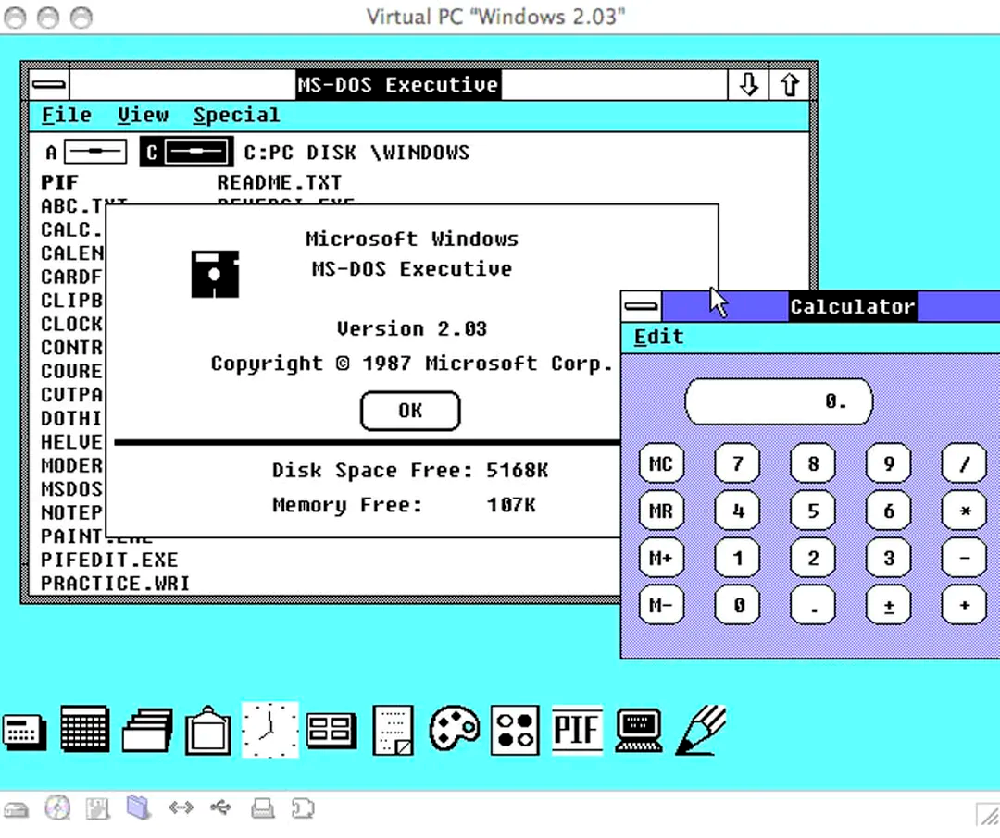 Virtual PC “Windows 2.03”
MS-DOS Executive
File View Special
A C C:PC DISK \WINDOWS
PIF README.TXT
ABC.TXT REVERSI.EXE
CALC.
CALEN
CARDF
CLIPB
CLOCK
CONTR
COURE
CVTPA
DOTHI
HELVE
MODER
MSDOS
NOTEP
PAINT.EXE
PIFEDIT.EXE
PRACTICE.WRI
Microsoft Windows
MS-DOS Executive
Version 2.03
Copyright © 1987 Microsoft Corp.
OK
Disk Space Free: 5168K
Memory Free: 107K
Calculator
Edit
0.
MC 7 8 9 /
MR 4 5 6 *
M+ 1 2 3 -
M- 0 . ± +
PIF